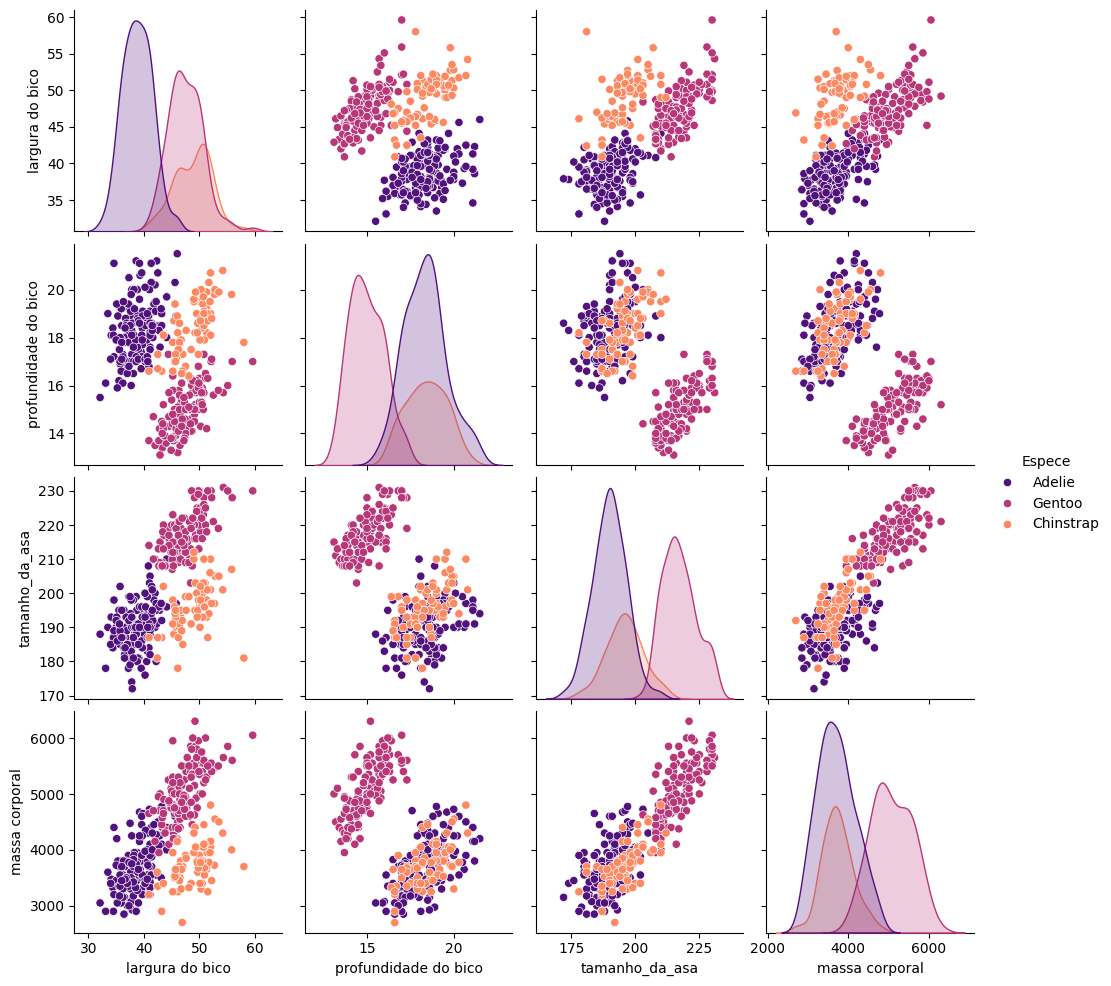 60
55
50
45
40
35
largura do bico
20
18
16
14
profundidade do bico
230
220
210
200
190
180
170
tamanho_da_asa
6000
5000
4000
3000
massa corporal
30 40 50 60
largura do bico
15 20
profundidade do bico
175 200 225
tamanho_da_asa
2000 4000 6000
massa corporal
Espece
Adelie
Gentoo
Chinstrap